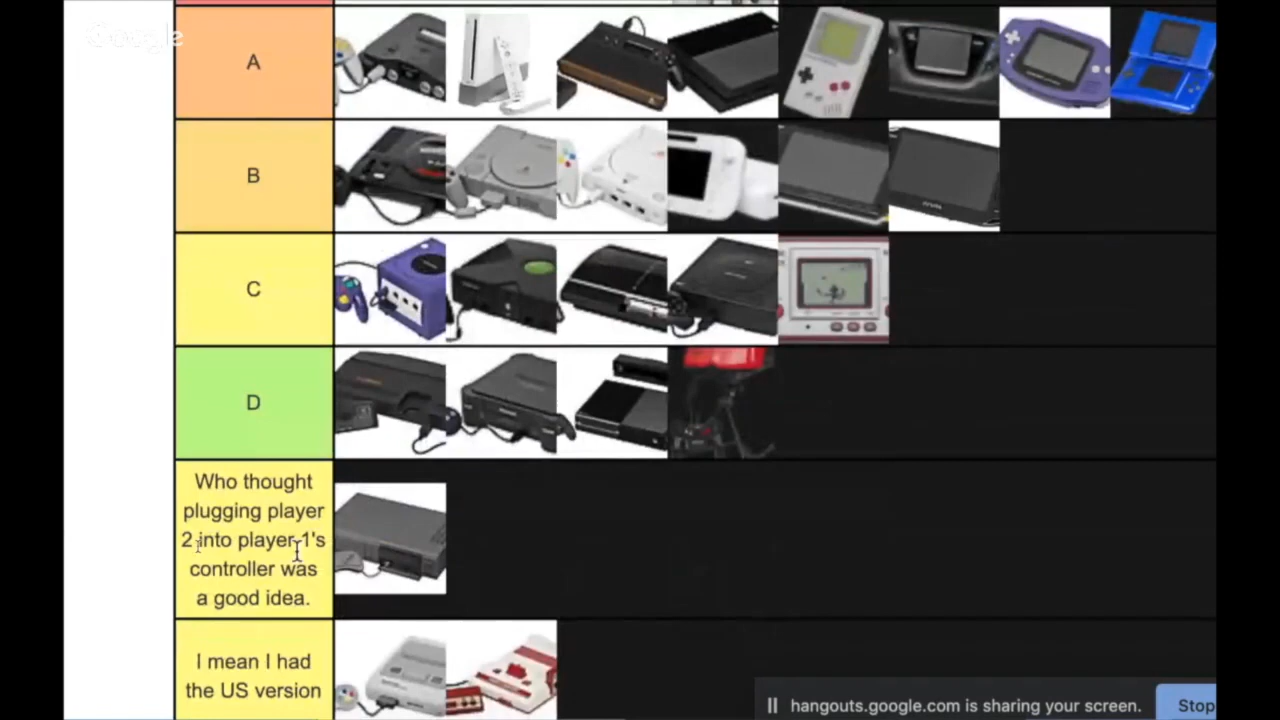 Google
A
B
C
D
Who thought
plugging player
2 into player 1's
controller was
a good idea.
I mean I had
the US version
hangouts.google.com is sharing your screen.
Stop